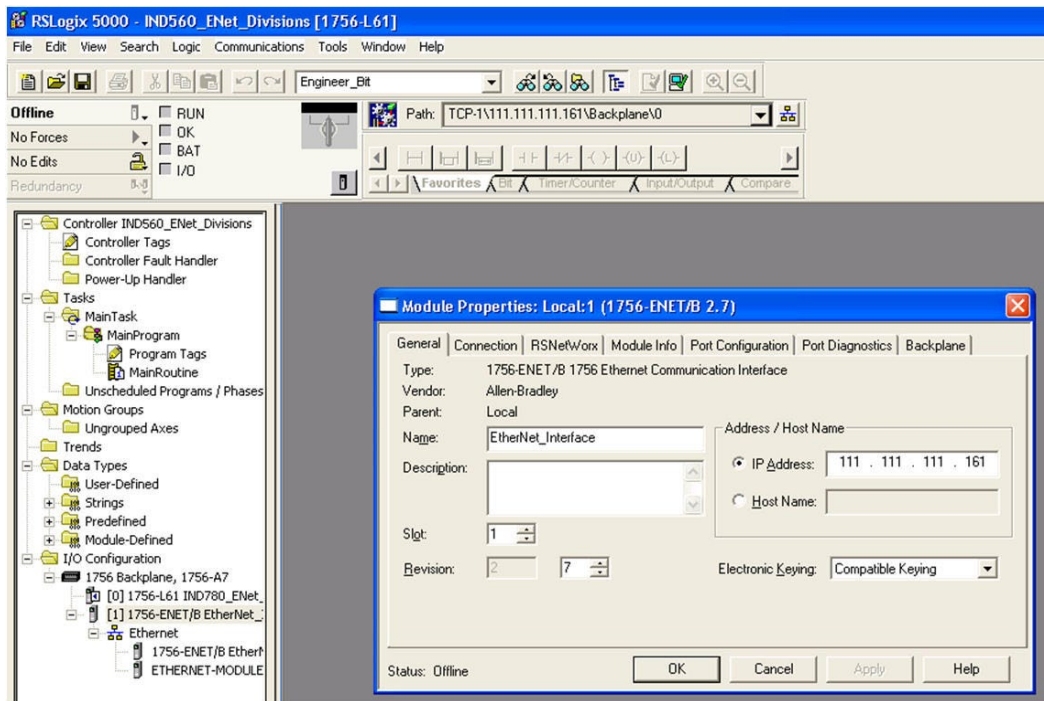 RSLogix 5000 - IND560_ENet_Divisions [1756-L61]
File Edit View Search Logic Communications Tools Window Help
Engineer_Bit
Offline
RUN
No Forces
OK
No Edits
BAT
Redundancy
I/O
Path: TCP-1\111.111.111.161\Backplane\0
Favorites Bit Timer/Counter Input/Output Compare
Controller IND560_ENet_Divisions
Controller Tags
Controller Fault Handler
Power-Up Handler
Tasks
MainTask
MainProgram
Program Tags
MainRoutine
Unscheduled Programs / Phases
Motion Groups
Ungrouped Axes
Trends
Data Types
User-Defined
Strings
Predefined
Module-Defined
I/O Configuration
1756 Backplane, 1756-A7
[0] 1756-L61 IND780_ENet_
[1] 1756-ENET/B EtherNet_
Ethernet
1756-ENET/B Ether
ETHERNET-MODULE
Module Properties: Local:1 (1756-ENET/B 2.7)
General Connection RSNetWorx Module Info Port Configuration Port Diagnostics Backplane
Type: 1756-ENET/B 1756 Ethernet Communication Interface
Vendor: Allen-Bradley
Parent: Local
Name: EtherNet_Interface
Address / Host Name
IP Address: 111 . 111 . 111 . 161
Description:
Host Name:
Slot: 1
Revision: 2 7
Electronic Keying: Compatible Keying
Status: Offline
OK Cancel Apply Help